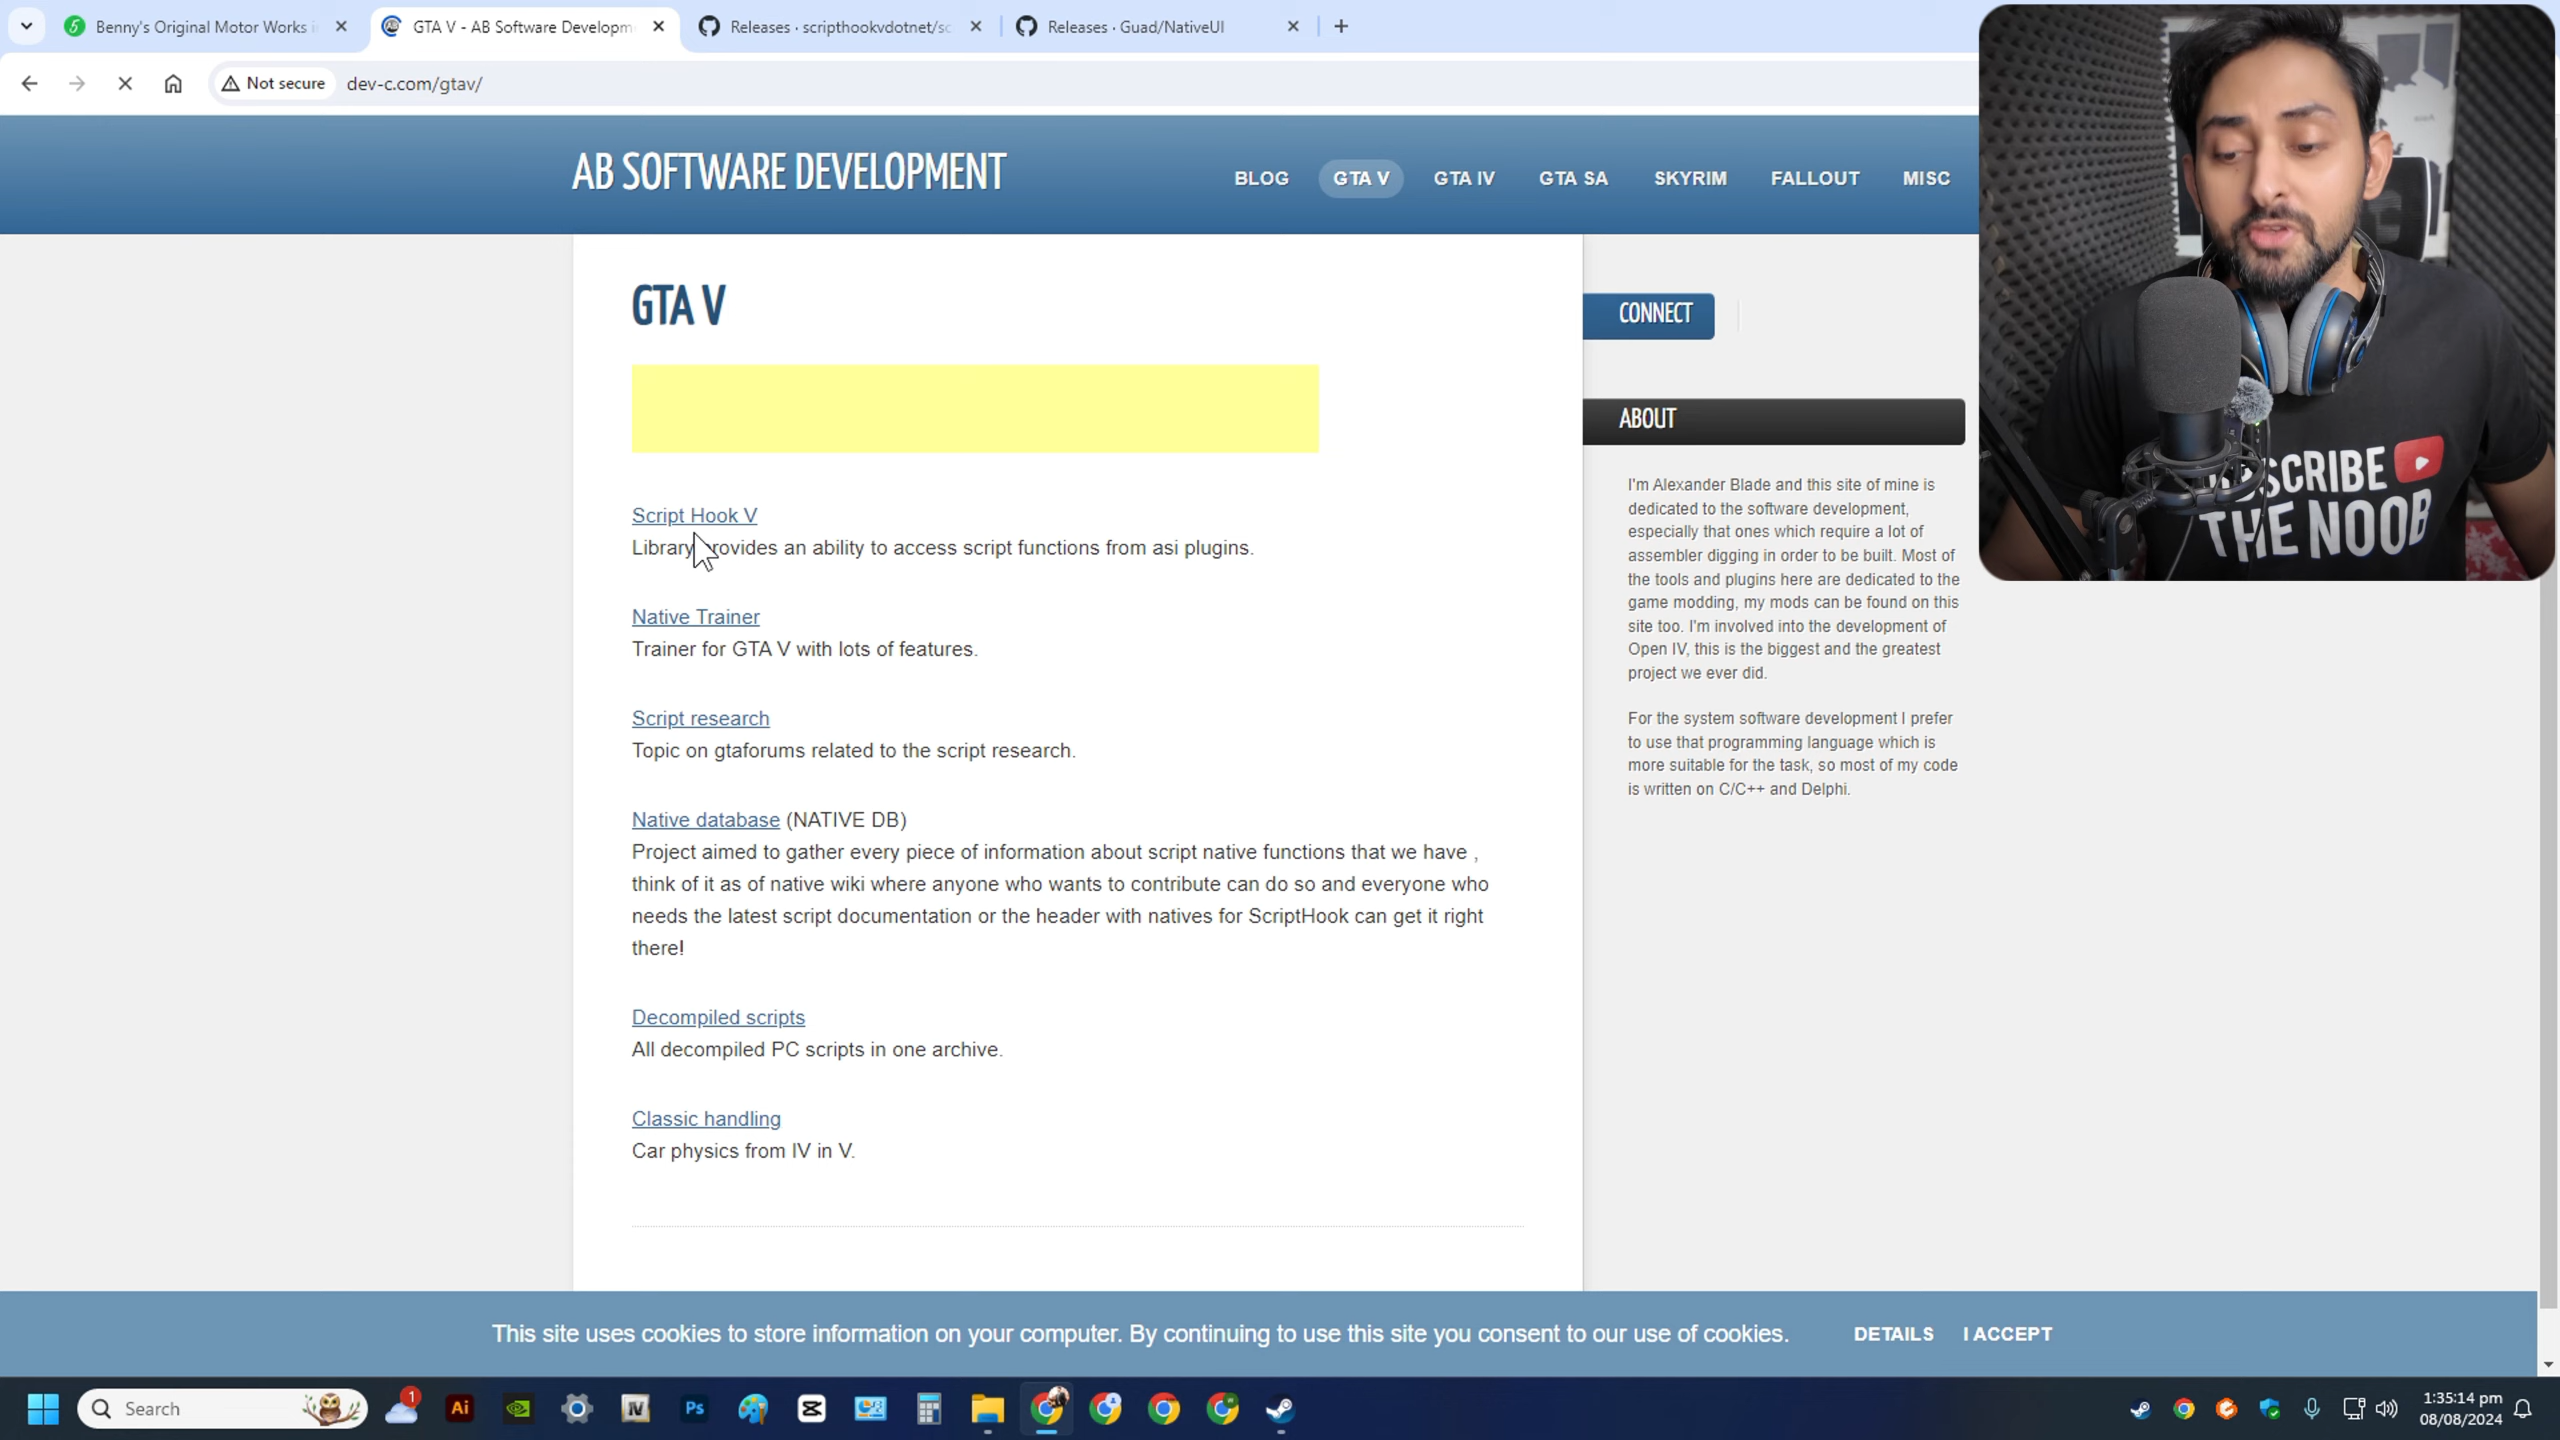 Benny's Original Motor Works i
GTA V - AB Software Developm
Releases · scripthookvdotnet/sc
Releases · Guad/NativeUI
Not secure
dev-c.com/gtav/
AB SOFTWARE DEVELOPMENT
BLOG
GTA V
GTA IV
GTA SA
SKYRIM
FALLOUT
MISC
GTA V
Script Hook V
Library provides an ability to access script functions from asi plugins.
Native Trainer
Trainer for GTA V with lots of features.
Script research
Topic on gtaforums related to the script research.
Native database (NATIVE DB)
Project aimed to gather every piece of information about script native functions that we have ,
think of it as of native wiki where anyone who wants to contribute can do so and everyone who
needs the latest script documentation or the header with natives for ScriptHook can get it right
there!
Decompiled scripts
All decompiled PC scripts in one archive.
Classic handling
Car physics from IV in V.
CONNECT
ABOUT
I'm Alexander Blade and this site of mine is
dedicated to the software development,
especially that ones which require a lot of
assembler digging in order to be built. Most of
the tools and plugins here are dedicated to the
game modding, my mods can be found on this
site too. I'm involved into the development of
Open IV, this is the biggest and the greatest
project we ever did.
For the system software development I prefer
to use that programming language which is
more suitable for the task, so most of my code
is written on C/C++ and Delphi.
SCRIBE
THE NOOB
This site uses cookies to store information on your computer. By continuing to use this site you consent to our use of cookies.
DETAILS
I ACCEPT
Search
1
Ai
IV
Ps
1:35:14 pm
08/08/2024